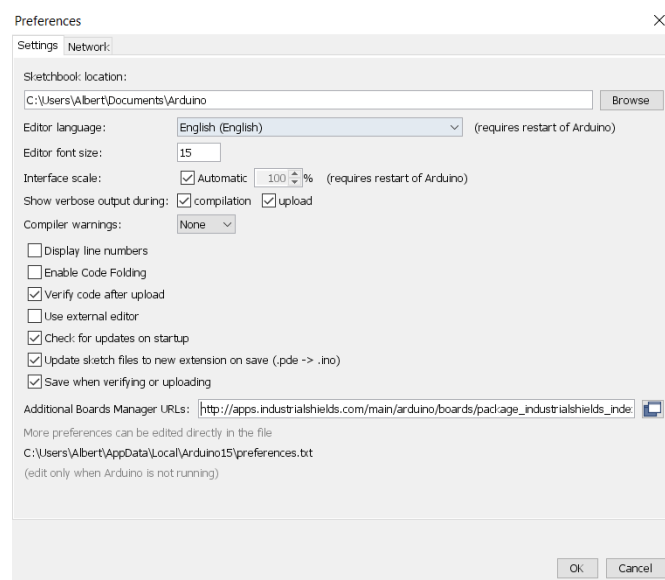 Preferences
Settings Network
Sketchbook location:
C:\Users\Albert\Documents\Arduino Browse
Editor language: English (English) (requires restart of Arduino)
Editor font size: 15
Interface scale: Automatic 100 % (requires restart of Arduino)
Show verbose output during: compilation upload
Compiler warnings: None
Display line numbers
Enable Code Folding
Verify code after upload
Use external editor
Check for updates on startup
Update sketch files to new extension on save (.pde -> .ino)
Save when verifying or uploading
Additional Boards Manager URLs: http://apps.industrialshields.com/main/arduino/boards/package_industrialshields_inde
More preferences can be edited directly in the file
C:\Users\Albert\AppData\Local\Arduino15\preferences.txt
(edit only when Arduino is not running)
OK Cancel